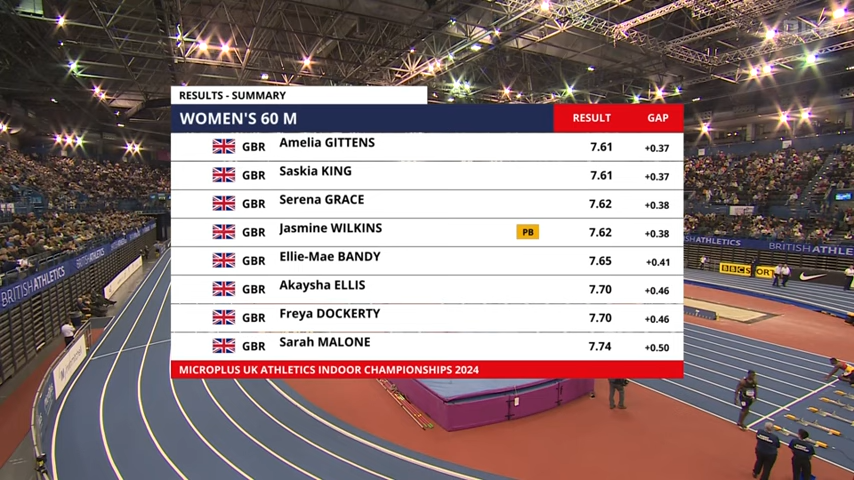 RESULTS - SUMMARY
WOMEN'S 60 M RESULT GAP
GBR Amelia GITTENS 7.61 +0.37
GBR Saskia KING 7.61 +0.37
GBR Serena GRACE 7.62 +0.38
GBR Jasmine WILKINS PB 7.62 +0.38
GBR Ellie-Mae BANDY 7.65 +0.41
GBR Akaysha ELLIS 7.70 +0.46
GBR Freya DOCKERTY 7.70 +0.46
GBR Sarah MALONE 7.74 +0.50
MICROPLUS UK ATHLETICS INDOOR CHAMPIONSHIPS 2024
BRITISH ATHLETICS
ATHLETICS
BRITISH ATHLETICS
BBC SPORT